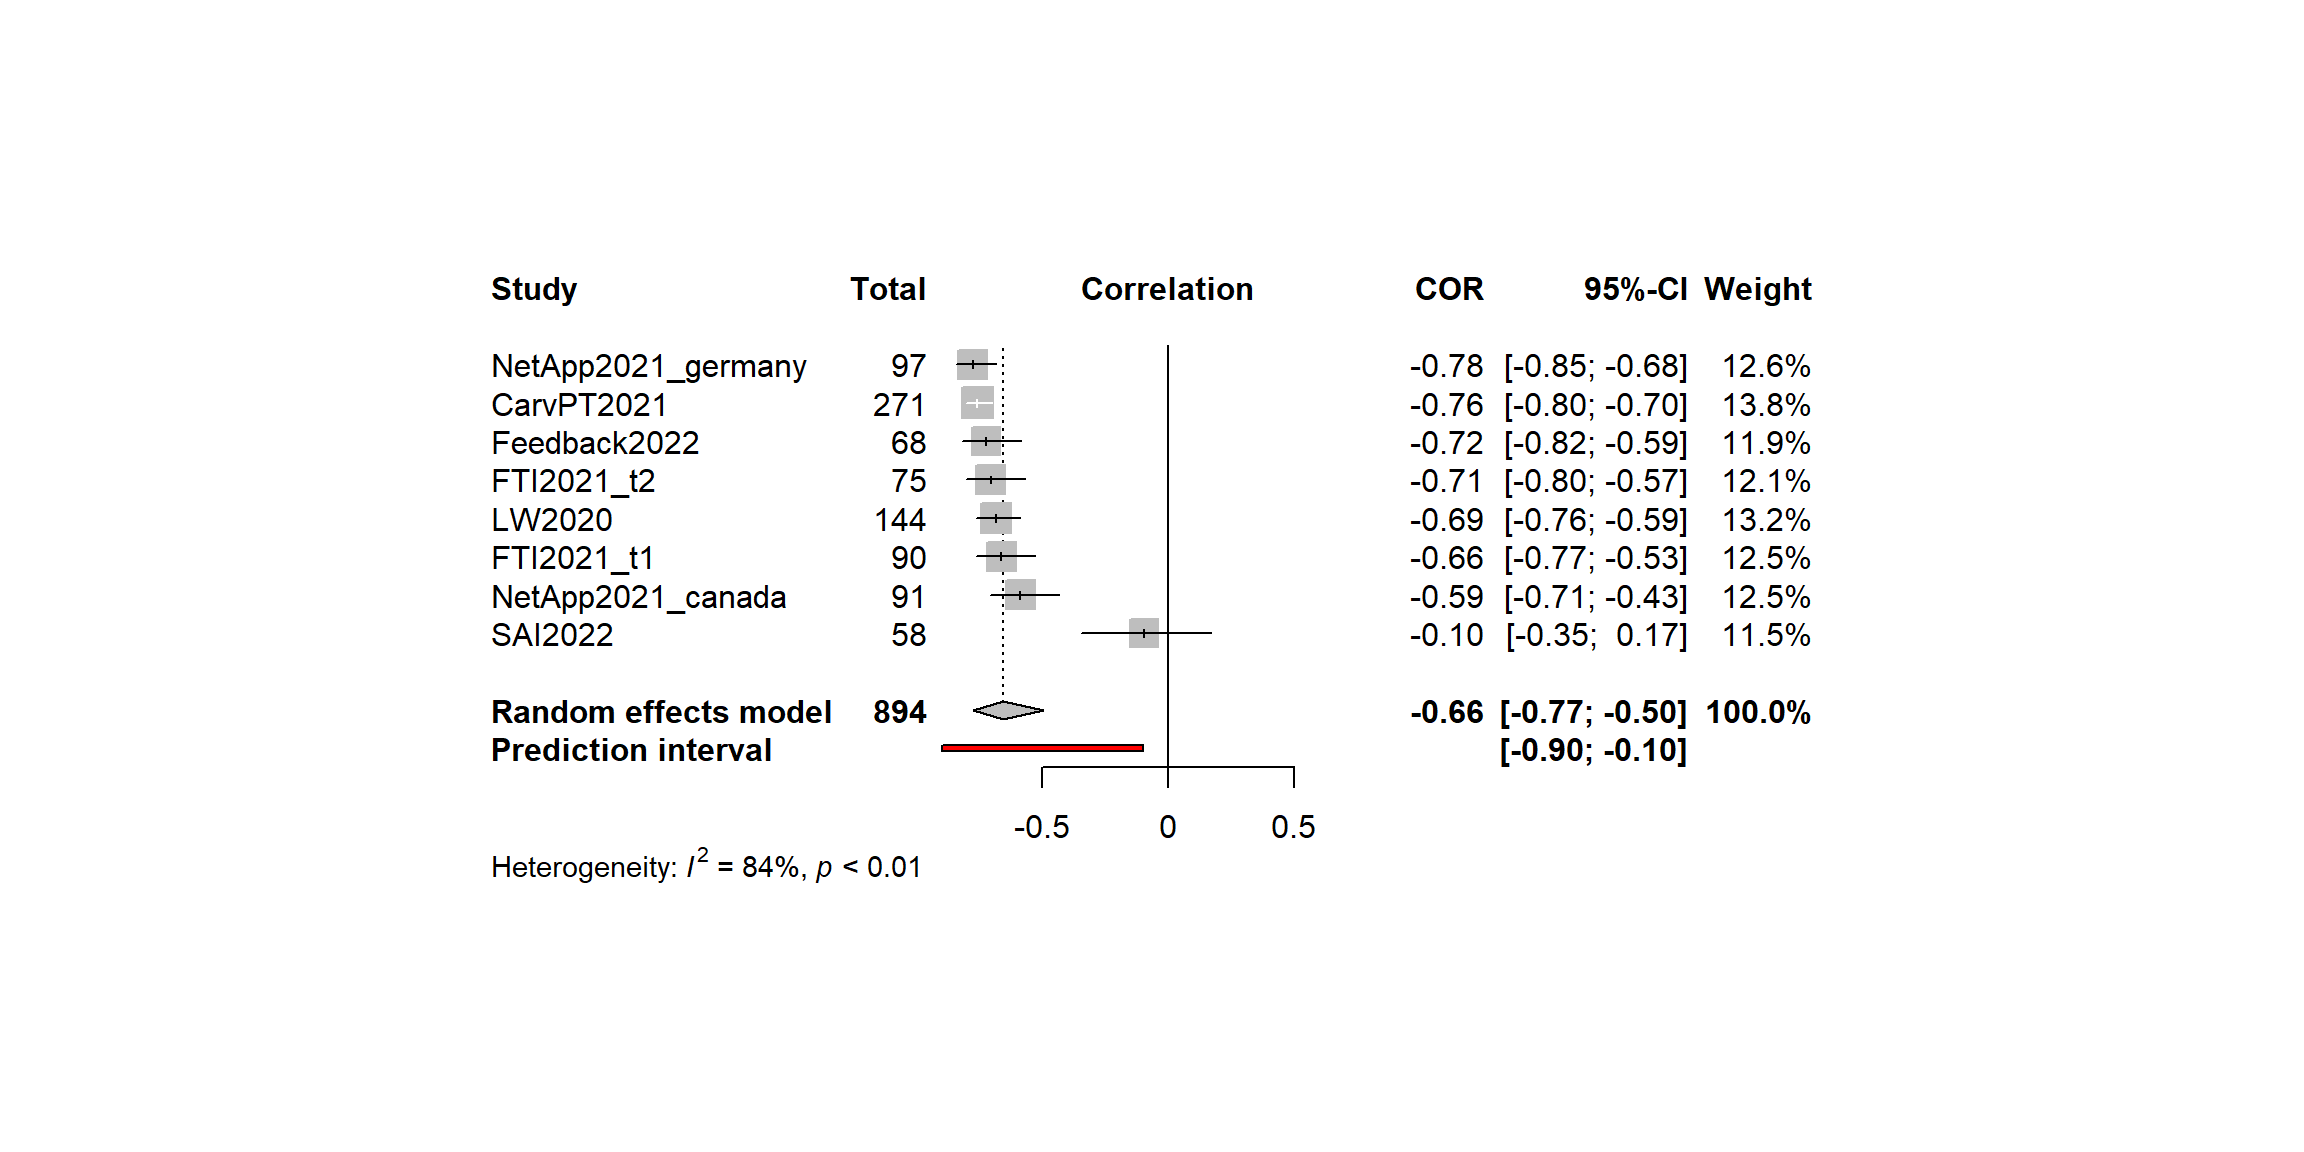 Study Total Correlation COR 95%-CI Weight
NetApp2021_germany 97 -0.78 [-0.85; -0.68] 12.6%
CarvPT2021 271 -0.76 [-0.80; -0.70] 13.8%
Feedback2022 68 -0.72 [-0.82; -0.59] 11.9%
FTI2021_t2 75 -0.71 [-0.80; -0.57] 12.1%
LW2020 144 -0.69 [-0.76; -0.59] 13.2%
FTI2021_t1 90 -0.66 [-0.77; -0.53] 12.5%
NetApp2021_canada 91 -0.59 [-0.71; -0.43] 12.5%
SAI2022 58 -0.10 [-0.35; 0.17] 11.5%
Random effects model 894 -0.66 [-0.77; -0.50] 100.0%
Prediction interval [-0.90; -0.10]
-0.5 0 0.5
Heterogeneity: I² = 84%, p < 0.01